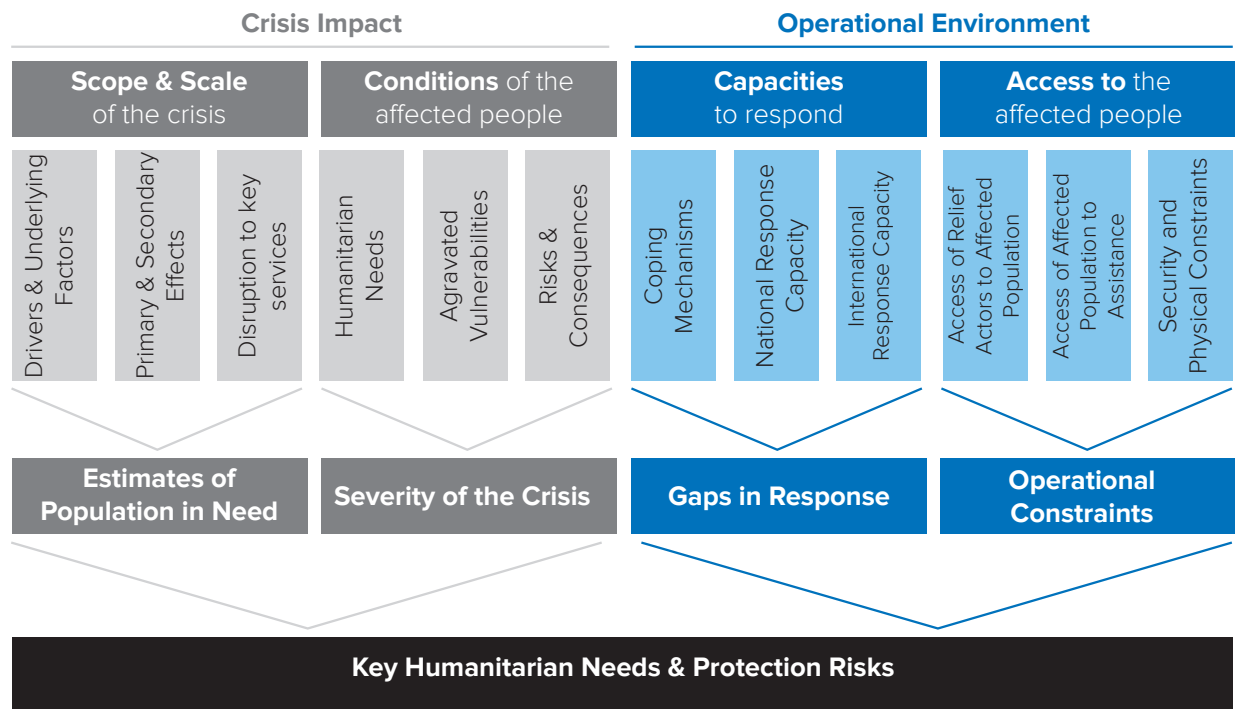 Crisis Impact
Operational Environment
Scope & Scale
of the crisis
Conditions of the
affected people
Capacities
to respond
Access to the
affected people
Drivers & Underlying
Factors
Primary & Secondary
Effects
Disruption to key
services
Humanitarian
Needs
Agravated
Vulnerabilities
Risks &
Consequences
Coping
Mechanisms
National Response
Capacity
International
Response Capacity
Access of Relief
Actors to Affected
Population
Access of Affected
Population to
Assistance
Security and
Physical Constraints
Estimates of
Population in Need
Severity of the Crisis
Gaps in Response
Operational
Constraints
Key Humanitarian Needs & Protection Risks